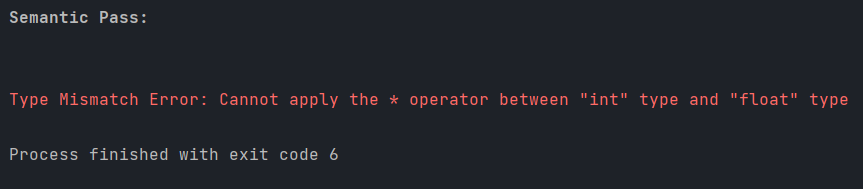 Semantic Pass:
Type Mismatch Error: Cannot apply the * operator between "int" type and "float" type
Process finished with exit code 6